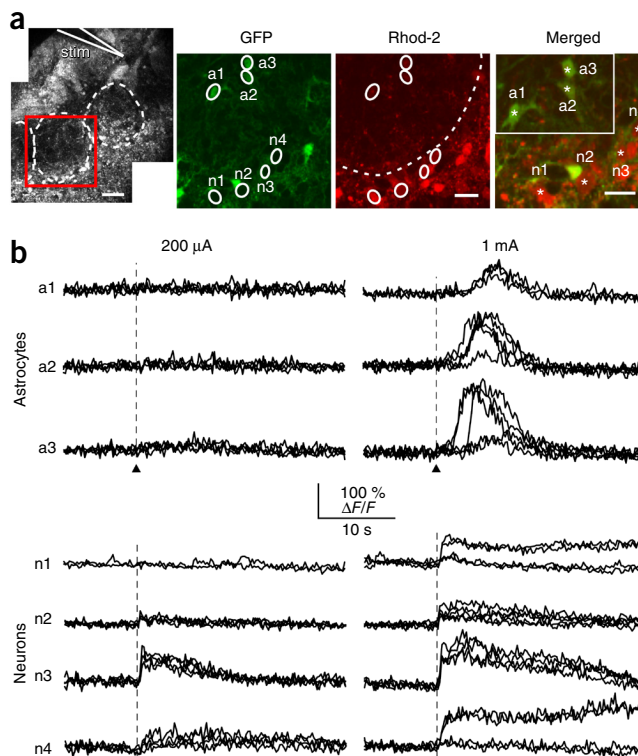 a
stim
GFP
Rhod-2
Merged
a1
a3
a2
n4
n1
n2
n3
a3
a1
a2
n1
n2
n
n3
b
200 µA
1 mA
Astrocytes
a1
a2
a3
100 %
ΔF/F
10 s
Neurons
n1
n2
n3
n4